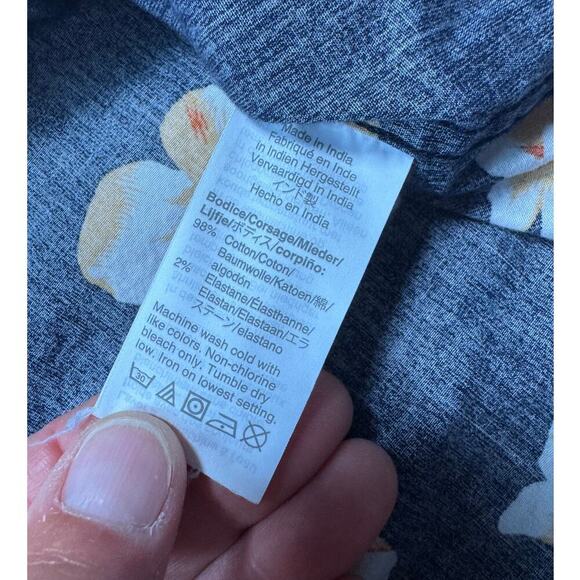 Made in India
Fabriqué en Inde
in Indien Hergestellt
Vervaardigd in India
インド製
Hecho en India
Bodice/Corsage/Mieder/
Lijfje/ボディス/corpiño:
98% Cotton/Coton/
Baumwolle/Katoen/綿/
algodón
2% Elastane/Élasthanne/
Elastan/Elastaan/エラ
ステーン/elastano
Machine wash cold with
like colors. Non-chlorine
bleach only. Tumble dry
low. Iron on lowest setting.
30